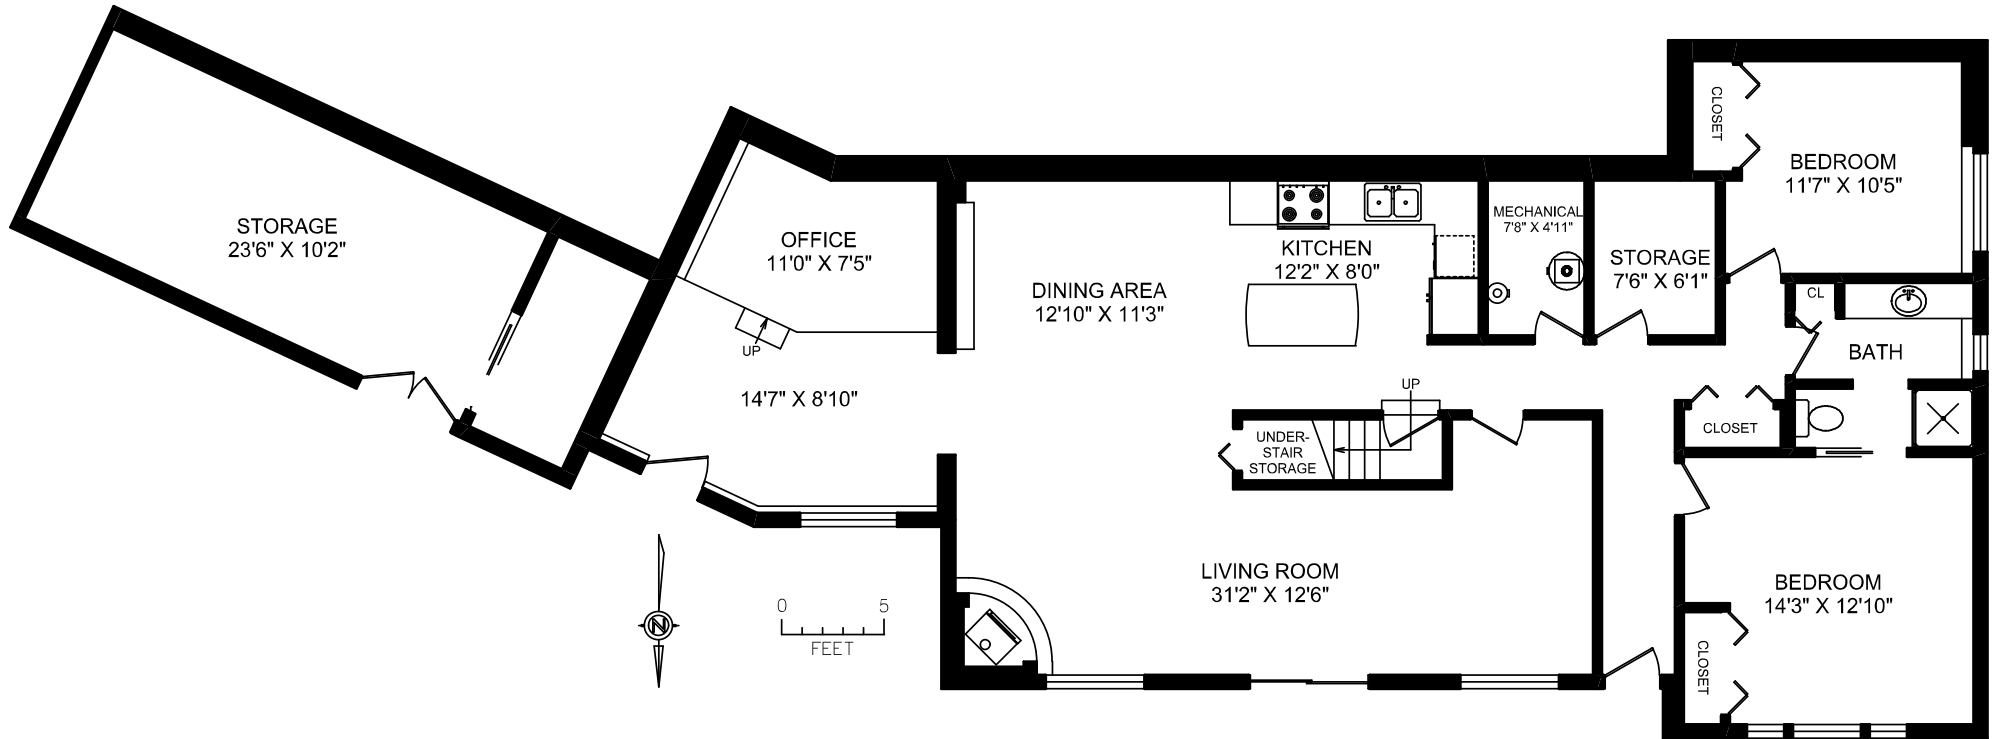 CLOSET
BEDROOM
11'7" X 10'5"
STORAGE
23'6" X 10'2"
OFFICE
11'0" X 7'5"
MECHANICAL
7'8" X 4'11"
KITCHEN
12'2" X 8'0"
STORAGE
7'6" X 6'1"
DINING AREA
12'10" X 11'3"
CL
UP
BATH
14'7" X 8'10"
UP
CLOSET
UNDER-
STAIR
STORAGE
LIVING ROOM
31'2" X 12'6"
BEDROOM
14'3" X 12'10"
0 5
FEET
N
CLOSET